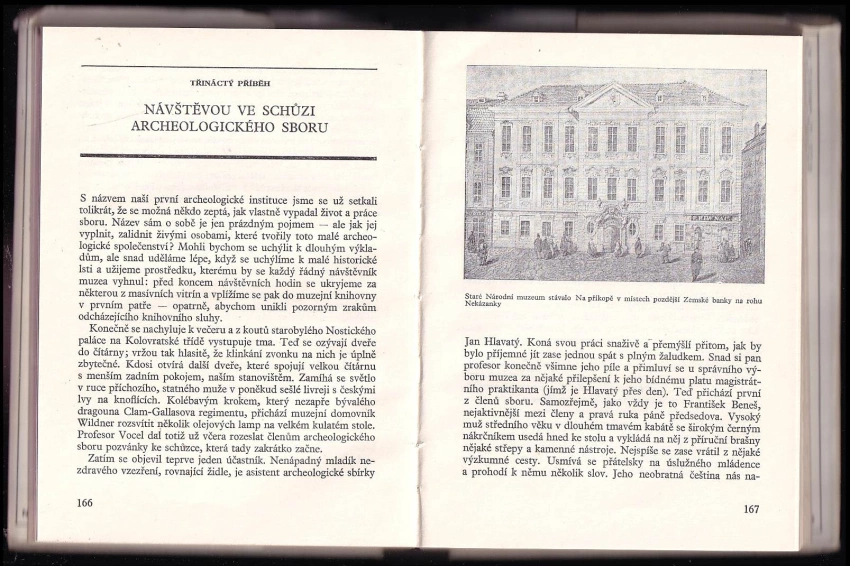 TŘINÁCTÝ PŘÍBĚH
NÁVŠTĚVOU VE SCHŮZI
ARCHEOLOGICKÉHO SBORU
S názvem naší první archeologické instituce jsme se už setkali
tolikrát, že se možná někdo zeptá, jak vlastně vypadal život a práce
sboru. Název sám o sobě je jen prázdným pojmem – ale jak jej
vyplnit, zalidnit živými osobami, které tvořily toto malé archeo-
logické společenství? Mohli bychom se uchýlit k dlouhým výkla-
dům, ale snad uděláme lépe, když se uchýlíme k malé historické
lsti a užijeme prostředku, kterému by se každý řádný návštěvník
muzea vyhnul: před koncem návštěvních hodin se ukryjeme za
některou z masívních vitrín a vplížíme se pak do muzejní knihovny
v prvním patře – opatrně, abychom unikli pozorným zrakům
odcházejícího knihovního sluhy.
Konečně se nachyluje k večeru a z koutů starobylého Nostického
paláce na Kolovratské třídě vystupuje tma. Teď se ozývají dveře
do čítárny; vržou tak hlasitě, že klinkání zvonku na nich je úplně
zbytečné. Kdosi otvírá další dveře, které spojují velkou čítárnu
s menším zadním pokojem, naším stanovištěm. Zamíhá se světlo
v ruce příchozího, statného muže v poněkud sešlé livreji s českými
lvy na knoflících. Kolébavým krokem, který nezapře bývalého
dragouna Clam-Gallasova regimentu, přichází muzejní domovník
Wildner rozsvítit několik olejových lamp na velkém kulatém stole.
Profesor Vocel dal totiž už včera rozeslat členům archeologického
sboru pozvánky ke schůzce, která tady zakrátko začne.
Zatím se objevil teprve jeden účastník. Nenápadný mladík ne-
zdravého vzezření, rovnající židle, je asistent archeologické sbírky
166
Staré Národní muzeum stávalo Na příkopě v místech pozdější Zemské banky na rohu
Nekázanky
Jan Hlavatý. Koná svou práci snaživě a přemýšlí přitom, jak by
bylo příjemné jít zase jednou spát s plným žaludkem. Snad si pan
profesor konečně všimne jeho píle a přimluví se u správního vý-
boru muzea za nějaké přilepšení k jeho bídnému platu magistrát-
ního praktikanta (jímž je Hlavatý přes den). Teď přichází první
z členů sboru. Samozřejmě, jako vždy je to František Beneš,
nejaktivnější mezi členy a pravá ruka páně předsedova. Vysoký
muž středního věku v dlouhém tmavém kabátě se širokým černým
nákrčníkem usedá hned ke stolu a vykládá na něj z příruční brašny
nějaké střepy a kamenné nástroje. Nejspíše se zase vrátil z nějaké
výzkumné cesty. Usmívá se přátelsky na úslužného mládence
a prohodí k němu několik slov. Jeho neobratná čeština nás na-
167